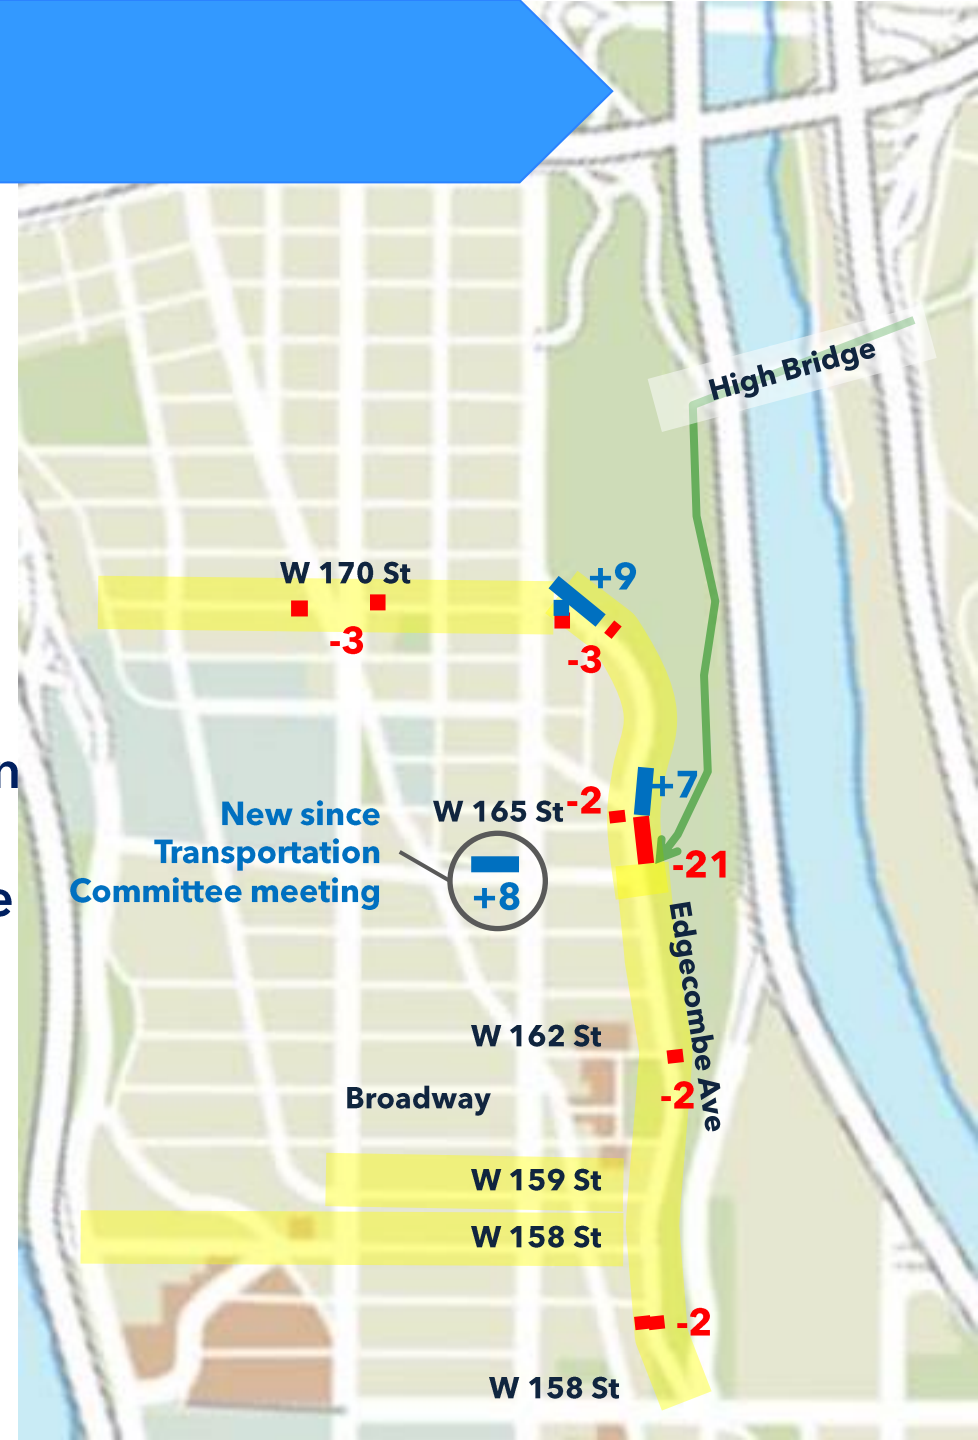 High Bridge
W 170 St
+9
-3
-3
+7
-2
W 165 St
-21
n
New since
Transportation
Committee meeting
+8
e
Edgecombe Ave
W 162 St
-2
Broadway
W 159 St
W 158 St
-2
W 158 St